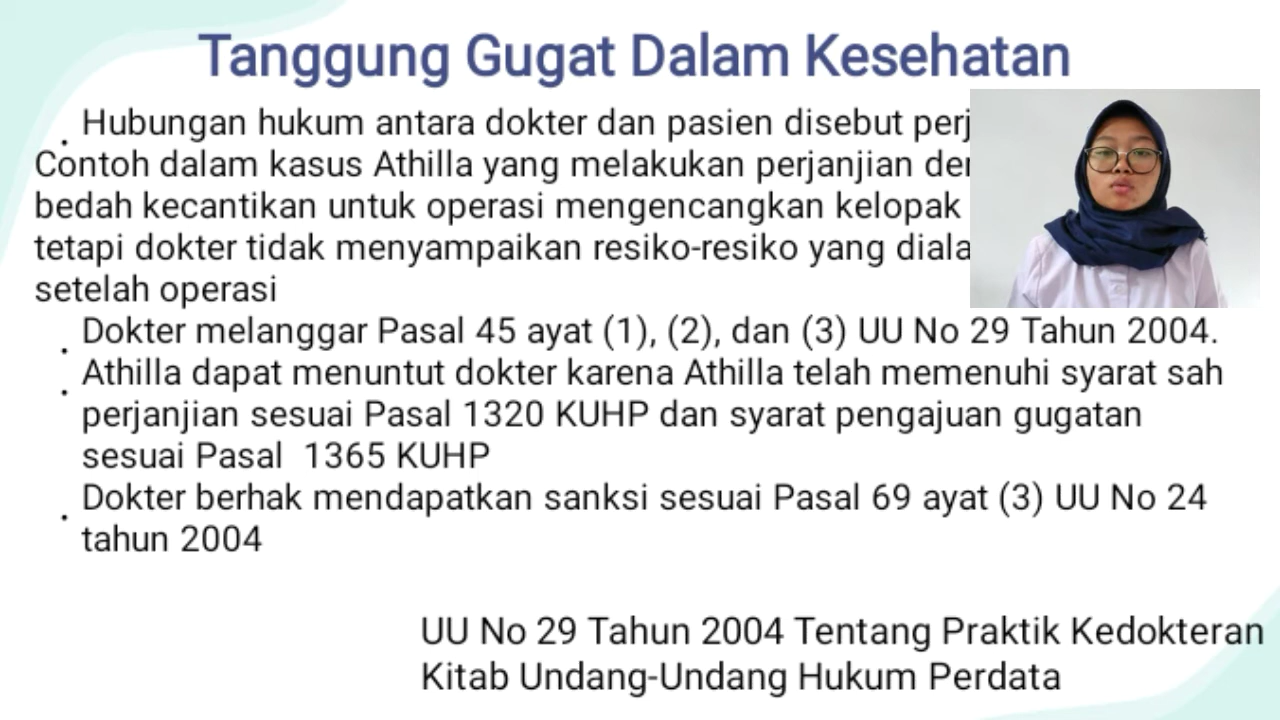 Tanggung Gugat Dalam Kesehatan
Hubungan hukum antara dokter dan pasien disebut
Contoh dalam kasus Athilla yang melakukan perjanjian
bedah kecantikan untuk operasi mengencangkan kelopak
tetapi dokter tidak menyampaikan resiko-resiko yang
setelah operasi
Dokter melanggar Pasal 45 ayat (1), (2), dan (3) UU No 29 Tahun 2004.
Athilla dapat menuntut dokter karena Athilla telah memenuhi syarat sah
perjanjian sesuai Pasal 1320 KUHP dan syarat pengajuan gugatan
sesuai Pasal 1365 KUHP
Dokter berhak mendapatkan sanksi sesuai Pasal 69 ayat (3) UU No 24
tahun 2004
UU No 29 Tahun 2004 Tentang Praktik Kedokteran
Kitab Undang-Undang Hukum Perdata